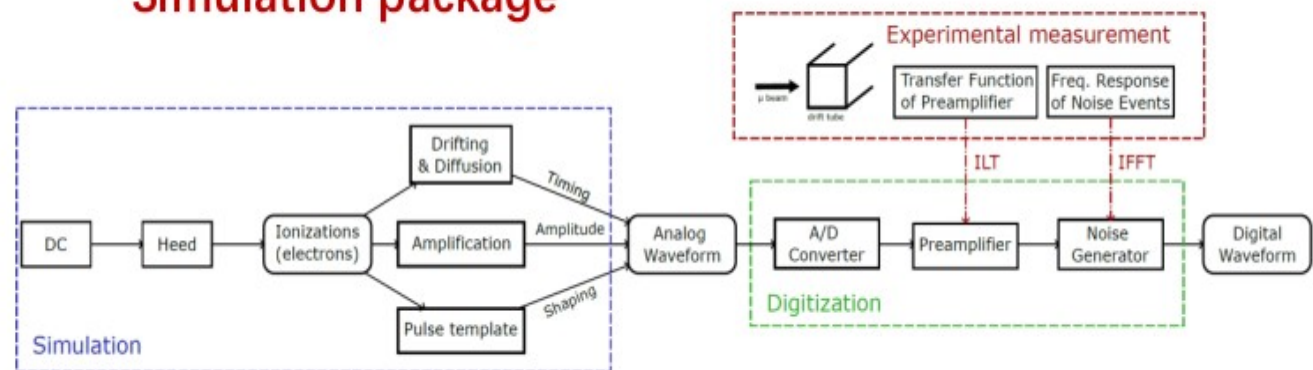 Simulation package
Experimental measurement
μ beam
drift tube
Transfer Function
of Preamplifier
Freq. Response
of Noise Events
ILT
IFFT
Drifting
& Diffusion
Timing
DC
Heed
Ionizations
(electrons)
Amplification
Amplitude
Analog
Waveform
A/D
Converter
Preamplifier
Noise
Generator
Digital
Waveform
Pulse template
Shaping
Digitization
Simulation